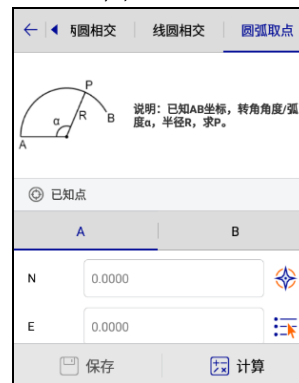 圆相交 线圆相交 圆弧取点
P
α R B
A
说明：已知AB坐标，转角角度/弧
度α，半径R，求P。
已知点
A B
N 0.0000
E 0.0000
保存 计算